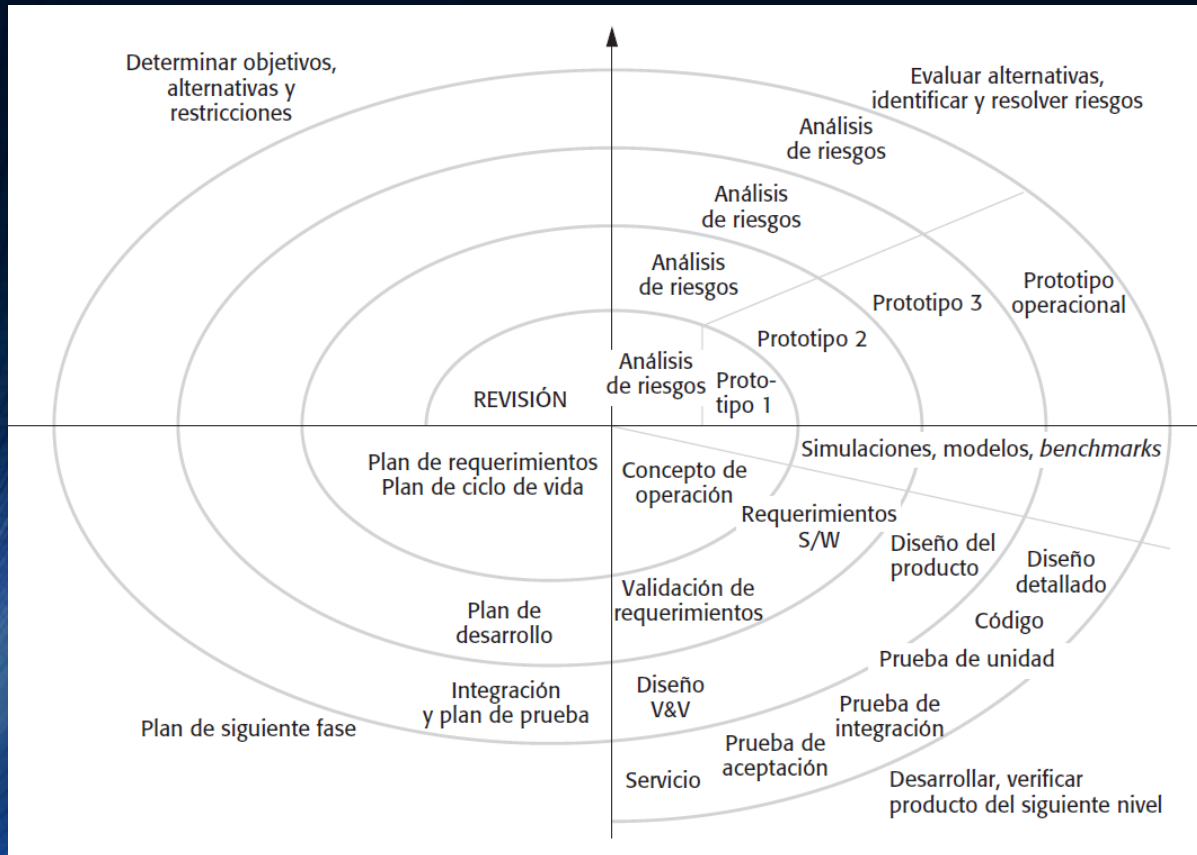 Determinar objetivos,
alternativas y
restricciones
Evaluar alternativas,
identificar y resolver riesgos
Análisis
de riesgos
Análisis
de riesgos
Análisis
de riesgos
Prototipo
operacional
Prototipo 3
Prototipo 2
Análisis
de riesgos
Proto-
tipo 1
REVISIÓN
Simulaciones, modelos, benchmarks
Plan de requerimientos
Plan de ciclo de vida
Concepto de
operación
Requerimientos
S/W
Diseño del
producto
Diseño
detallado
Validación de
requerimientos
Plan de
desarrollo
Código
Prueba de unidad
Integración
y plan de prueba
Diseño
V&V
Prueba de
integración
Plan de siguiente fase
Prueba de
aceptación
Servicio
Desarrollar, verificar
producto del siguiente nivel